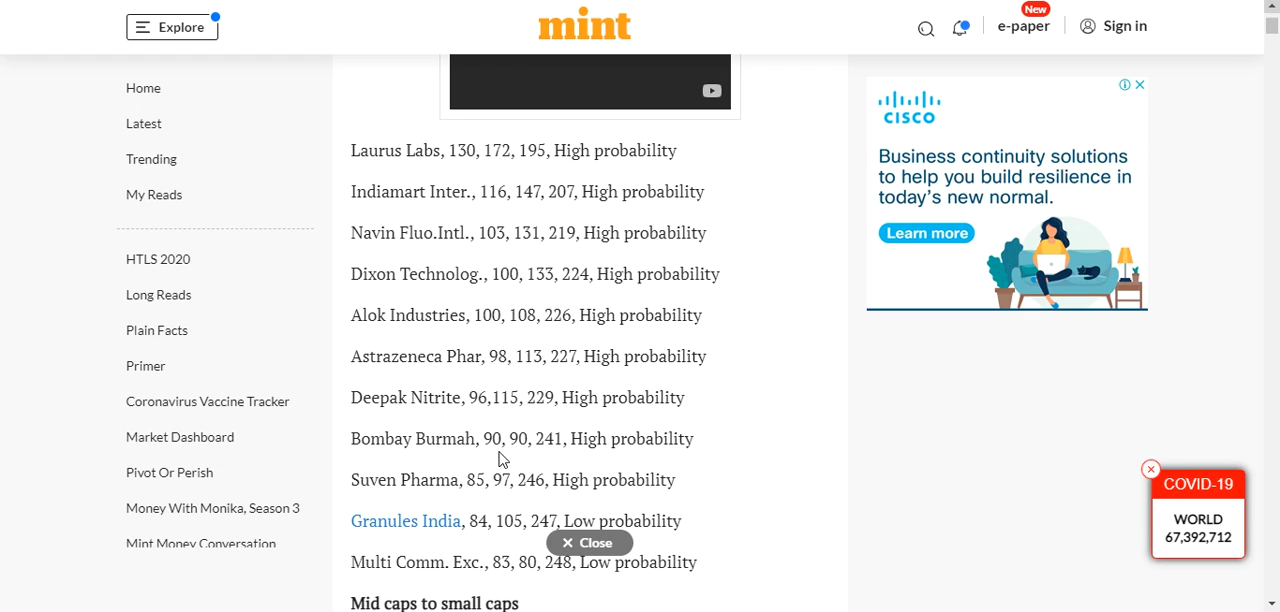 Explore
mint
New
e-paper
Sign in
Home
Latest
Trending
My Reads
HTLS 2020
Long Reads
Plain Facts
Primer
Coronavirus Vaccine Tracker
Market Dashboard
Pivot Or Perish
Money With Monika, Season 3
Mint Money Conversation
Laurus Labs, 130, 172, 195, High probability
Indiamart Inter., 116, 147, 207, High probability
Navin Fluo.Intl., 103, 131, 219, High probability
Dixon Technolog., 100, 133, 224, High probability
Alok Industries, 100, 108, 226, High probability
Astrazeneca Phar, 98, 113, 227, High probability
Deepak Nitrite, 96,115, 229, High probability
Bombay Burmah, 90, 90, 241, High probability
Suven Pharma, 85, 97, 246, High probability
Granules India, 84, 105, 247, Low probability
Close
Multi Comm. Exc., 83, 80, 248, Low probability
Mid caps to small caps
CISCO
Business continuity solutions
to help you build resilience in
today's new normal.
Learn more
COVID-19
WORLD
67,392,712